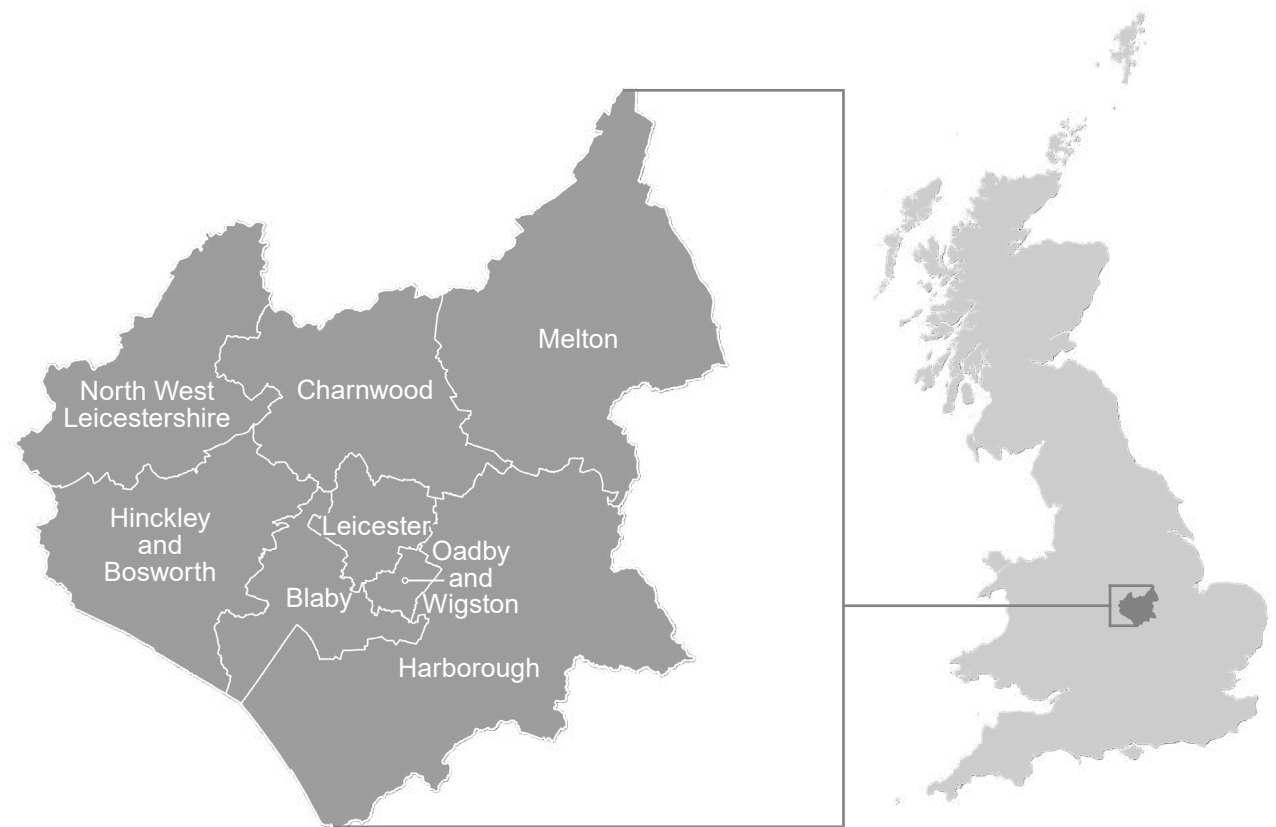 Melton
North West
Leicestershire
Charnwood
Hinckley
and
Bosworth
Leicester
Oadby
and
Wigston
Blaby
Harborough